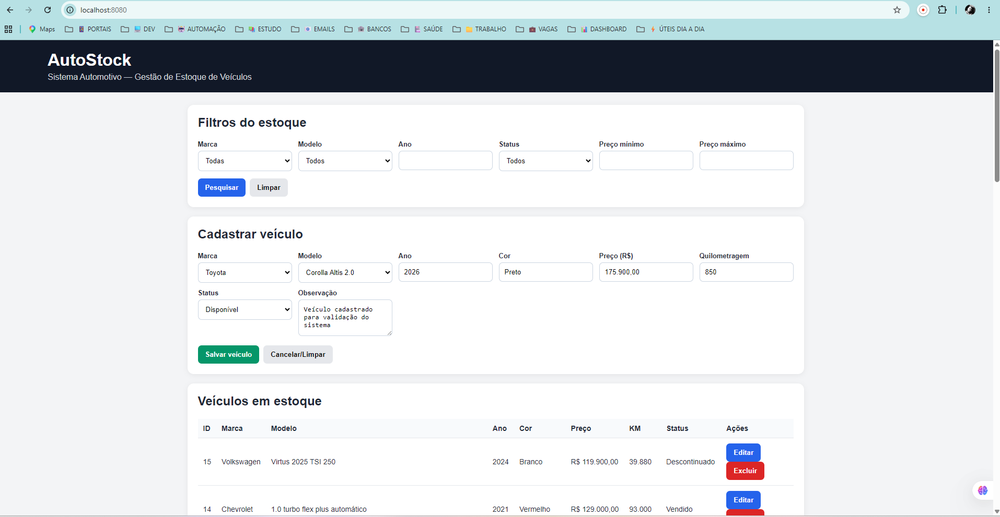 localhost:8080
Maps
PORTAIS
DEV
AUTOMAÇÃO
ESTUDO
EMAILS
BANCOS
SAÚDE
TRABALHO
VAGAS
DASHBOARD
ÚTEIS DIA A DIA
AutoStock
Sistema Automotivo — Gestão de Estoque de Veículos
Filtros do estoque
Marca Modelo Ano Status Preço mínimo Preço máximo
Todas Todos Todos
Pesquisar Limpar
Cadastrar veículo
Marca Modelo Ano Cor Preço (R$) Quilometragem
Toyota Corolla Altis 2.0 2026 Preto 175.900,00 850
Status Observação
Disponível
Veículo cadastrado
para validação do
sistema
Salvar veículo Cancelar/Limpar
Veículos em estoque
ID Marca Modelo Ano Cor Preço KM Status Ações
15 Volkswagen Virtus 2025 TSI 250 2024 Branco R$ 119.900,00 39.880 Descontinuado
Editar
Excluir
14 Chevrolet 1.0 turbo flex plus automático 2021 Vermelho R$ 129.000,00 93.000 Vendido
Editar